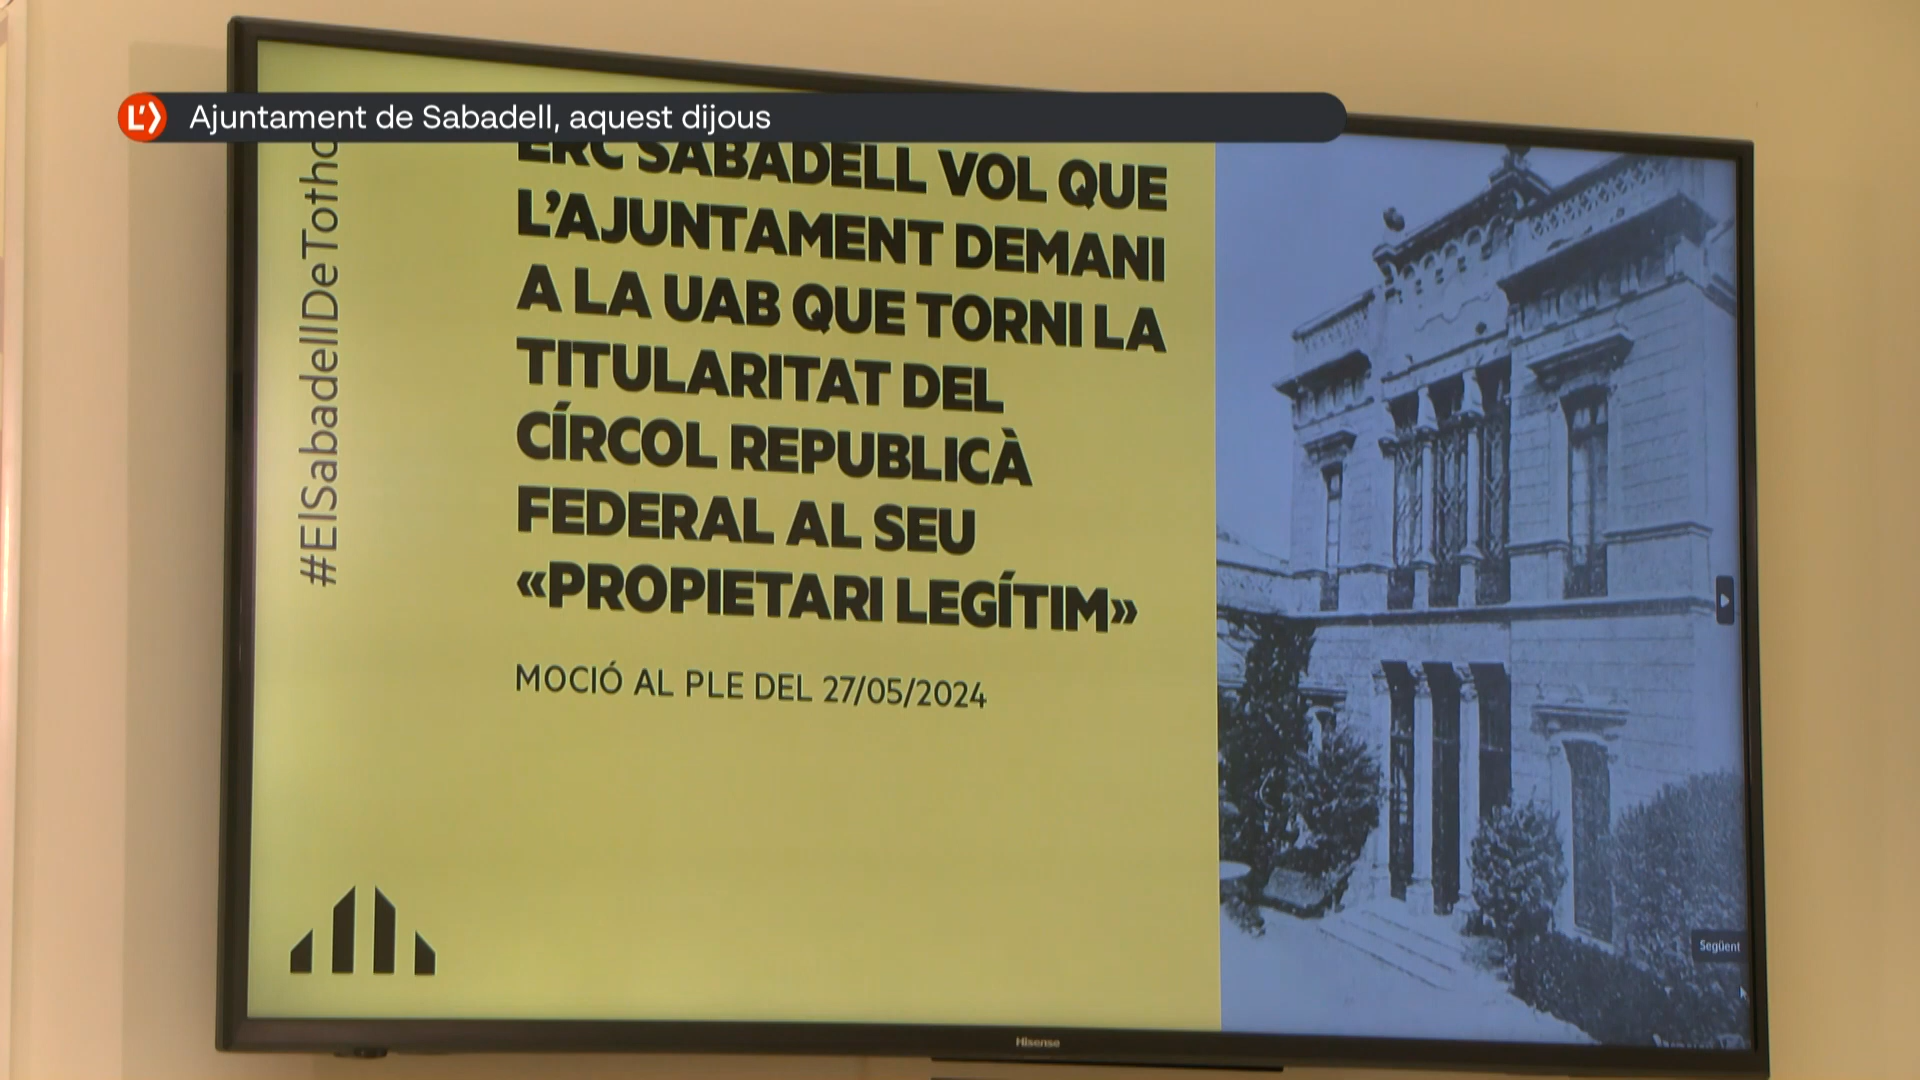 L'
Ajuntament de Sabadell, aquest dijous
#ElSabadellDeTotho
ERC SABADELL VOL QUE
L'AJUNTAMENT DEMANI
A LA UAB QUE TORNI LA
TITULARITAT DEL
CÍRCOL REPUBLICÀ
FEDERAL AL SEU
«PROPIETARI LEGÍTIM»
MOCIÓ AL PLE DEL 27/05/2024
Següent
Hisense